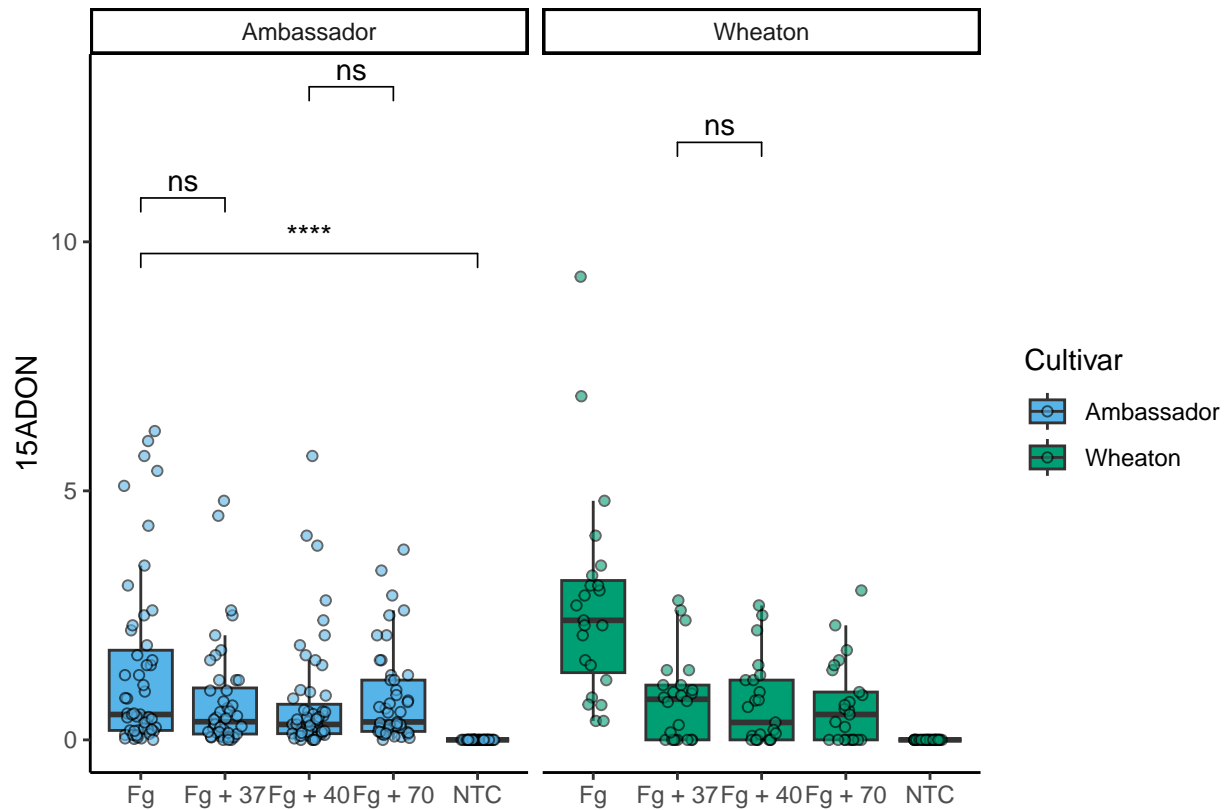 Ambassador Wheaton
ns
ns
ns
****
10
5
0
15ADON
Fg Fg + 37 Fg + 40 Fg + 70 NTC Fg Fg + 37 Fg + 40 Fg + 70 NTC
Cultivar
Ambassador
Wheaton